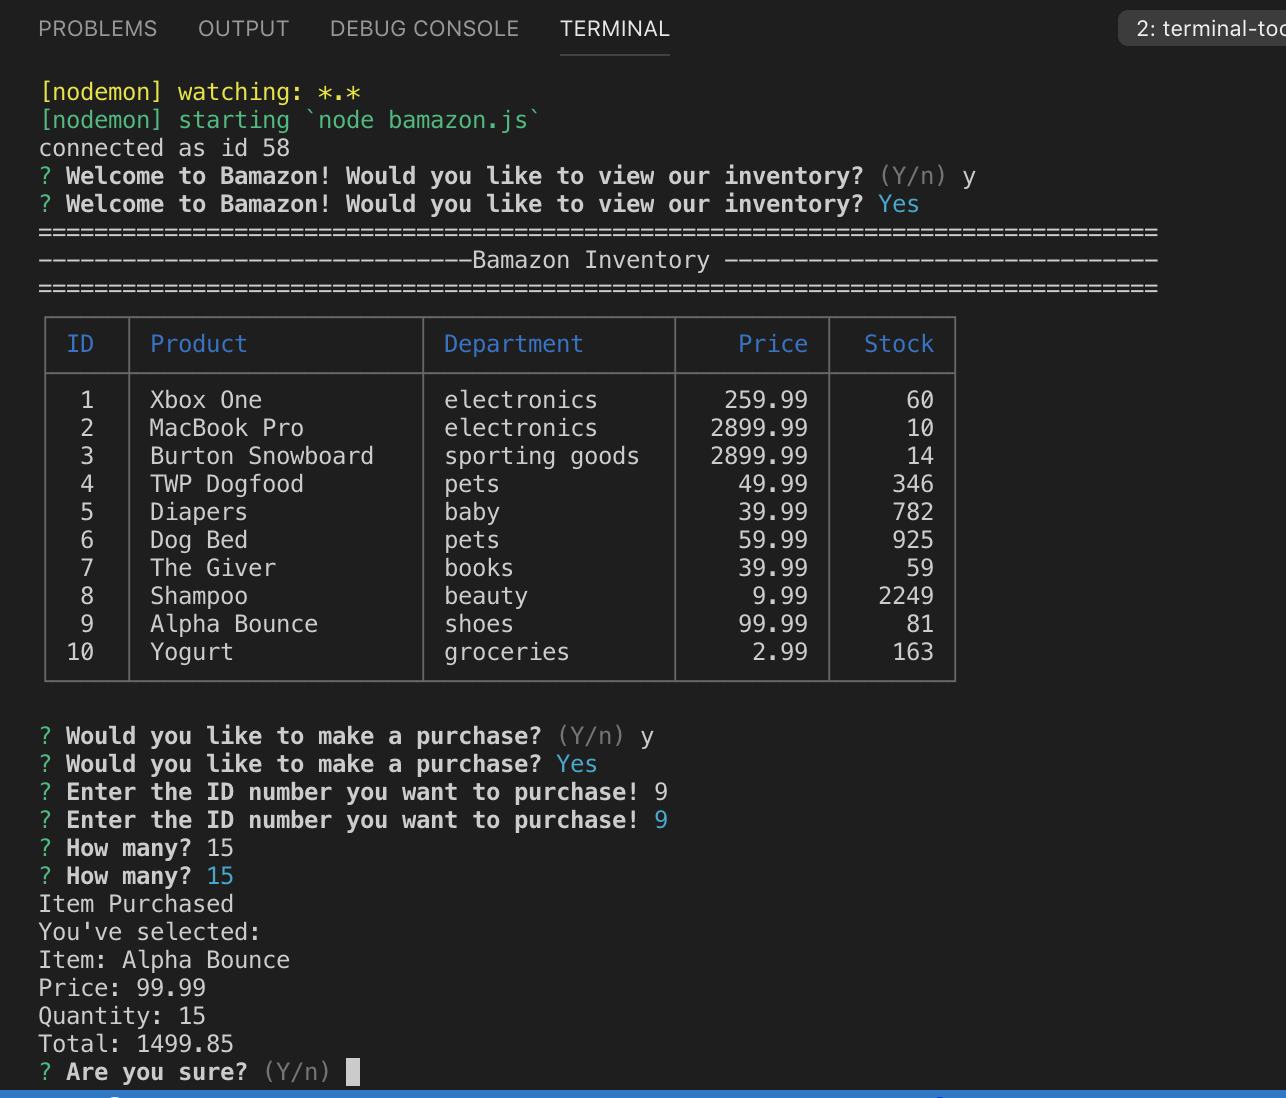 PROBLEMS OUTPUT DEBUG CONSOLE TERMINAL 2: terminal-too
[nodemon] watching: *.*
[nodemon] starting `node bamazon.js`
connected as id 58
? Welcome to Bamazon! Would you like to view our inventory? (Y/n) y
? Welcome to Bamazon! Would you like to view our inventory? Yes
================================================================================
-------------------------------Bamazon Inventory -------------------------------
================================================================================
ID Product Department Price Stock
1 Xbox One electronics 259.99 60
2 MacBook Pro electronics 2899.99 10
3 Burton Snowboard sporting goods 2899.99 14
4 TWP Dogfood pets 49.99 346
5 Diapers baby 39.99 782
6 Dog Bed pets 59.99 925
7 The Giver books 39.99 59
8 Shampoo beauty 9.99 2249
9 Alpha Bounce shoes 99.99 81
10 Yogurt groceries 2.99 163
? Would you like to make a purchase? (Y/n) y
? Would you like to make a purchase? Yes
? Enter the ID number you want to purchase! 9
? Enter the ID number you want to purchase! 9
? How many? 15
? How many? 15
Item Purchased
You've selected:
Item: Alpha Bounce
Price: 99.99
Quantity: 15
Total: 1499.85
? Are you sure? (Y/n)